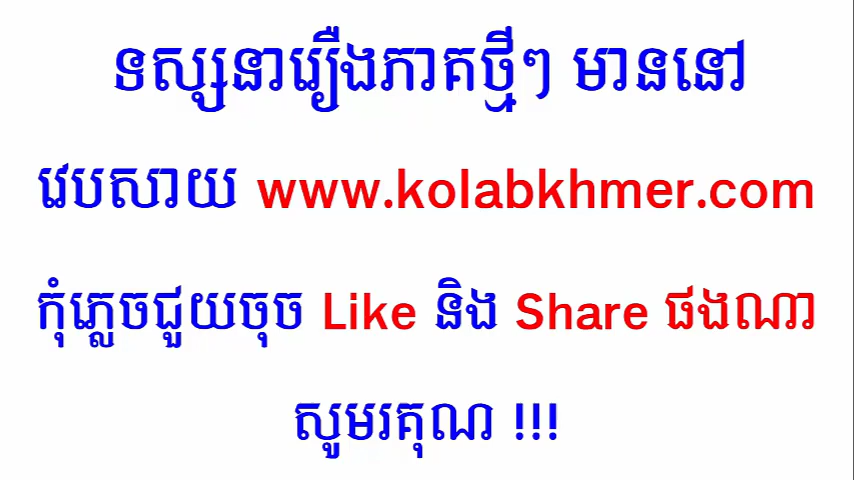 ទស្សនារឿងភាគថ្មីៗ មាននៅ
វេបសាយ www.kolabkhmer.com
កុំភ្លេចជួយចុច Like និង Share ផងណា
សូមរគុណ !!!